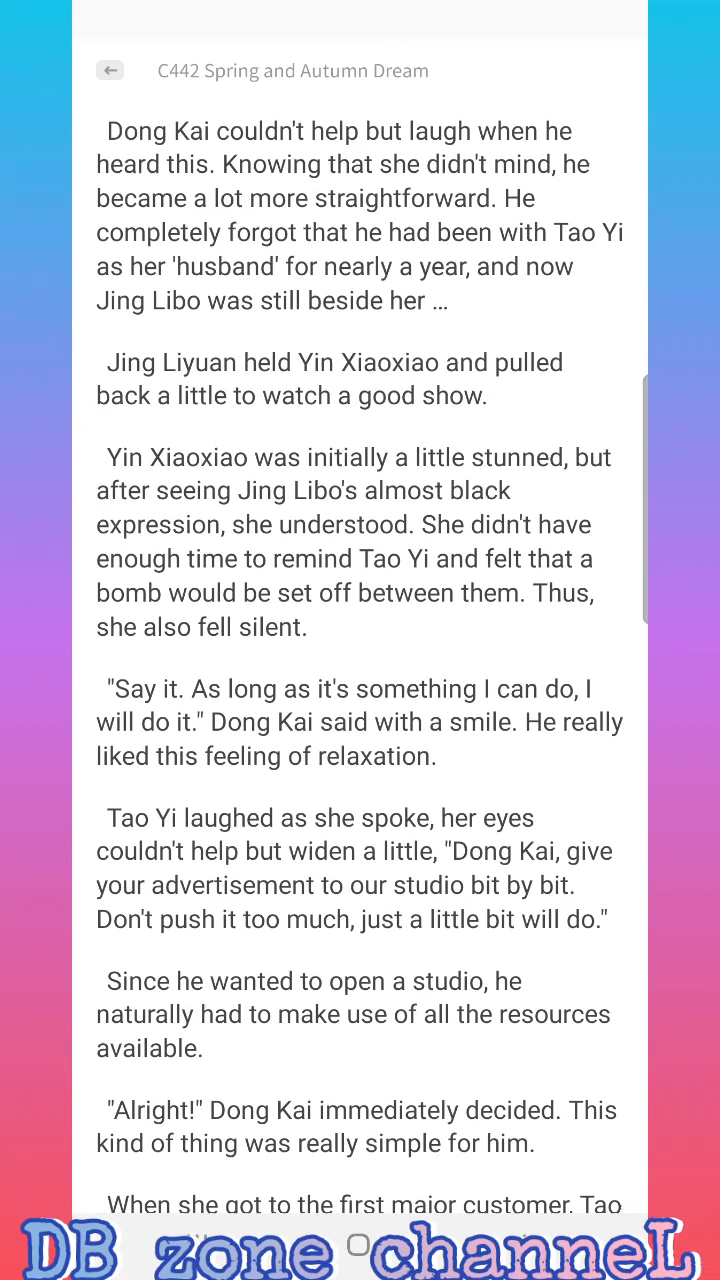 C442 Spring and Autumn Dream
Dong Kai couldn't help but laugh when he
heard this. Knowing that she didn't mind, he
became a lot more straightforward. He
completely forgot that he had been with Tao Yi
as her 'husband' for nearly a year, and now
Jing Libo was still beside her ...
Jing Liyuan held Yin Xiaoxiao and pulled
back a little to watch a good show.
Yin Xiaoxiao was initially a little stunned, but
after seeing Jing Libo's almost black
expression, she understood. She didn't have
enough time to remind Tao Yi and felt that a
bomb would be set off between them. Thus,
she also fell silent.
"Say it. As long as it's something I can do, I
will do it." Dong Kai said with a smile. He really
liked this feeling of relaxation.
Tao Yi laughed as she spoke, her eyes
couldn't help but widen a little, "Dong Kai, give
your advertisement to our studio bit by bit.
Don't push it too much, just a little bit will do."
Since he wanted to open a studio, he
naturally had to make use of all the resources
available.
"Alright!" Dong Kai immediately decided. This
kind of thing was really simple for him.
When she got to the first major customer, Tao
DB zone channeL